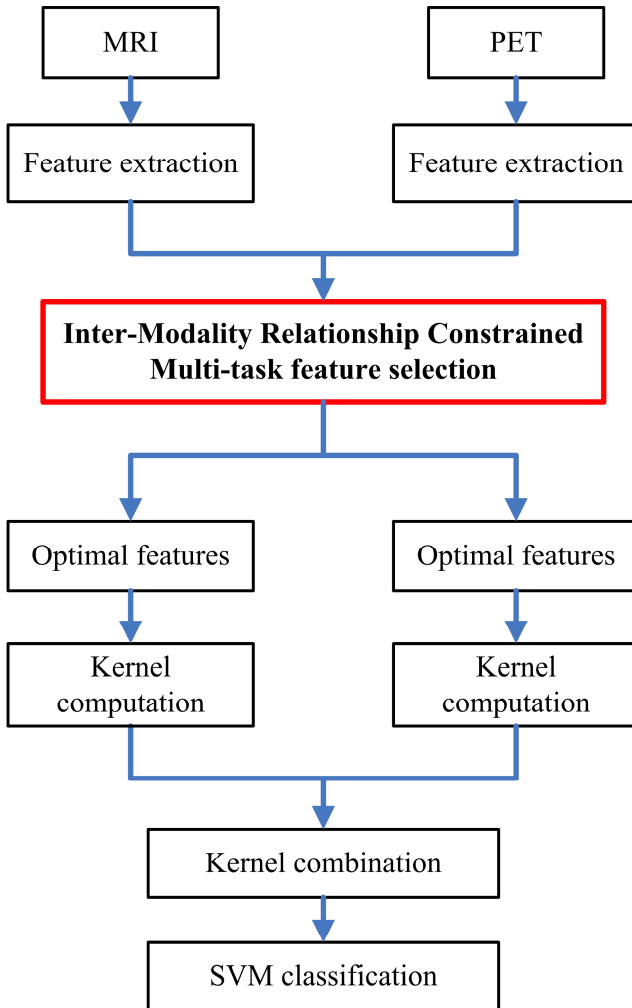 MRI
PET
Feature extraction
Feature extraction
Inter-Modality Relationship Constrained
Multi-task feature selection
Optimal features
Optimal features
Kernel
computation
Kernel
computation
Kernel combination
SVM classification